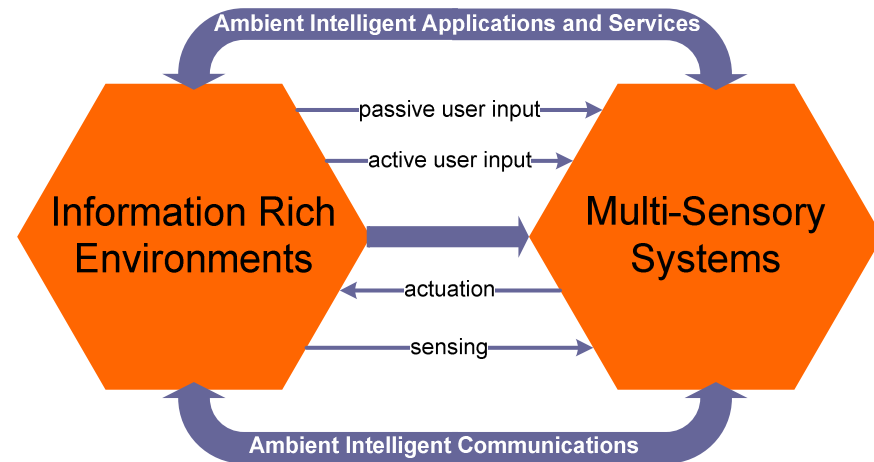 Ambient Intelligent Applications and Services
passive user input
active user input
Information Rich
Environments
Multi-Sensory
Systems
actuation
sensing
Ambient Intelligent Communications